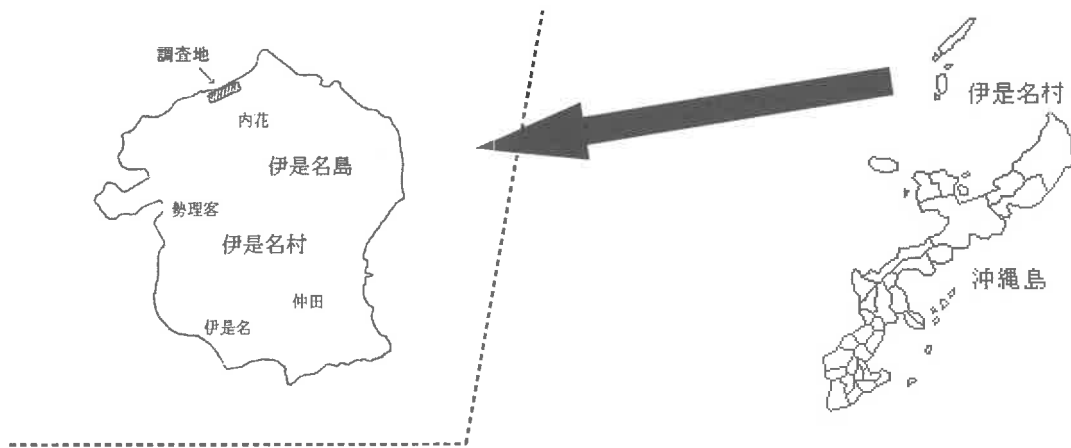 調査地
内花
伊是名島
勢理客
伊是名村
仲田
伊是名
伊是名村
沖縄島